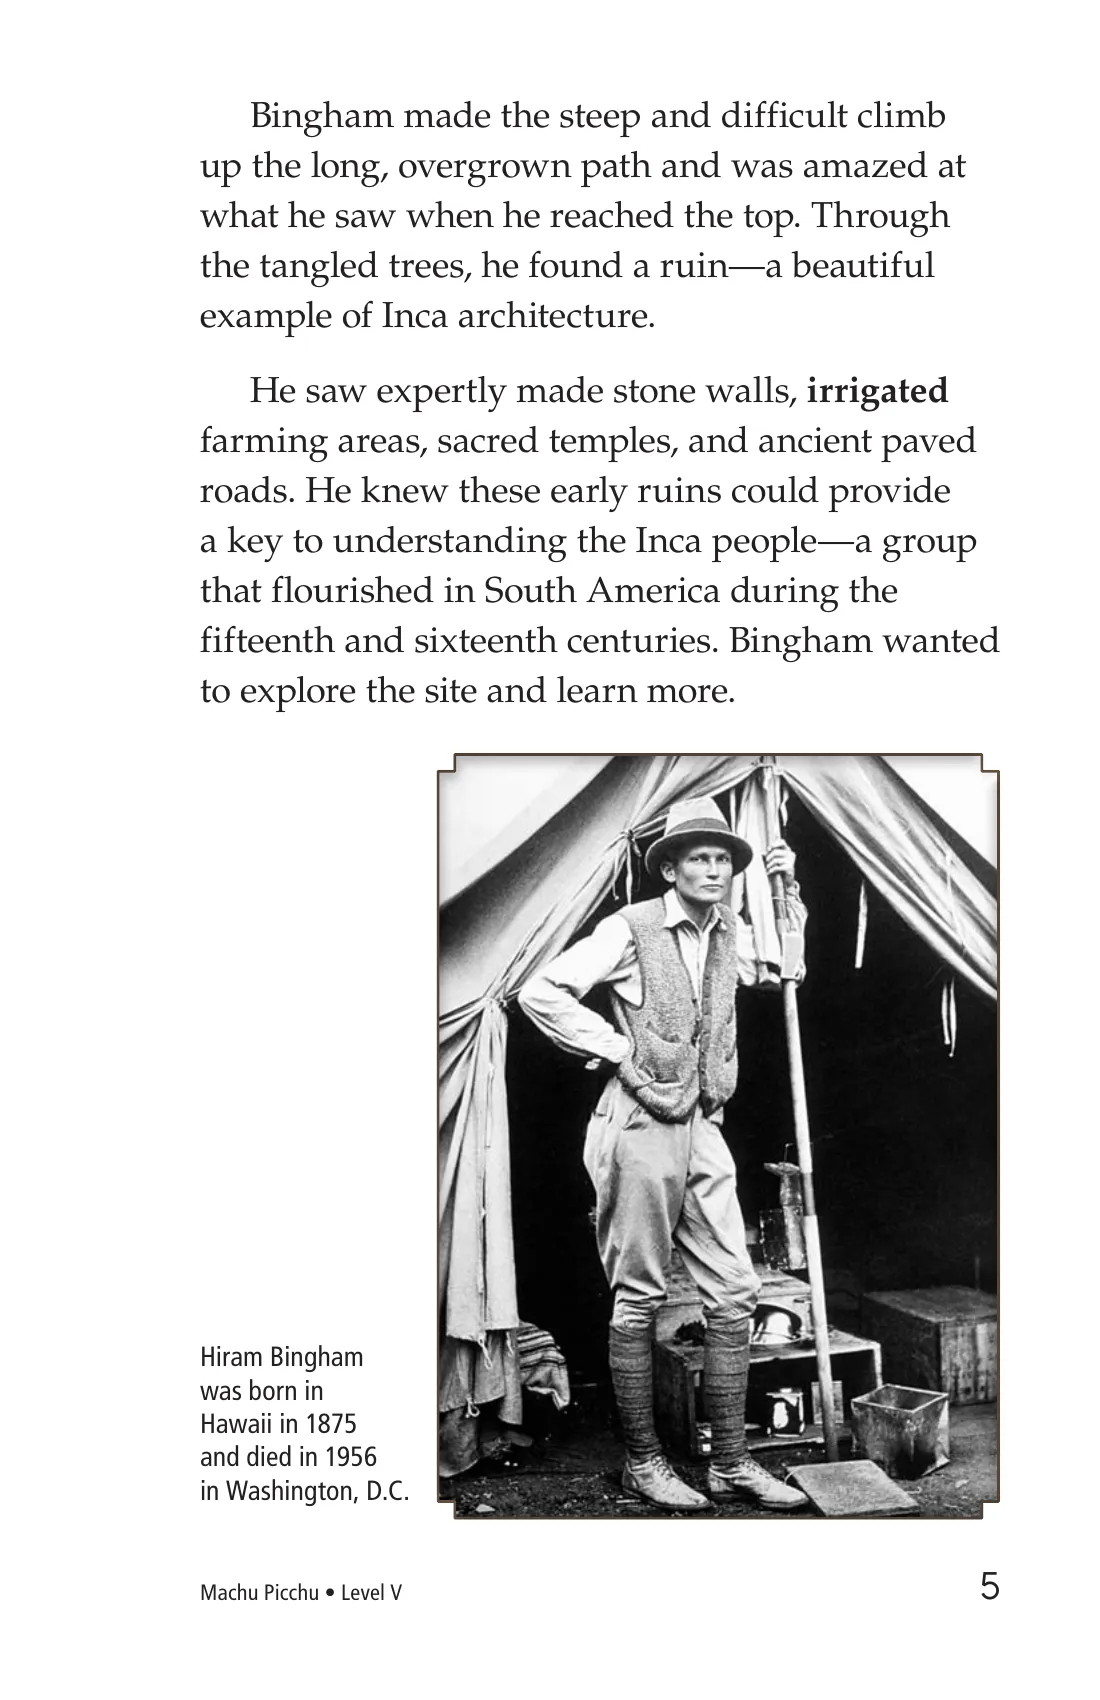 Bingham made the steep and difficult climb
up the long, overgrown path and was amazed at
what he saw when he reached the top. Through
the tangled trees, he found a ruin—a beautiful
example of Inca architecture.
He saw expertly made stone walls, irrigated
farming areas, sacred temples, and ancient paved
roads. He knew these early ruins could provide
a key to understanding the Inca people—a group
that flourished in South America during the
fifteenth and sixteenth centuries. Bingham wanted
to explore the site and learn more.
Hiram Bingham
was born in
Hawaii in 1875
and died in 1956
in Washington, D.C.
Machu Picchu • Level V
5